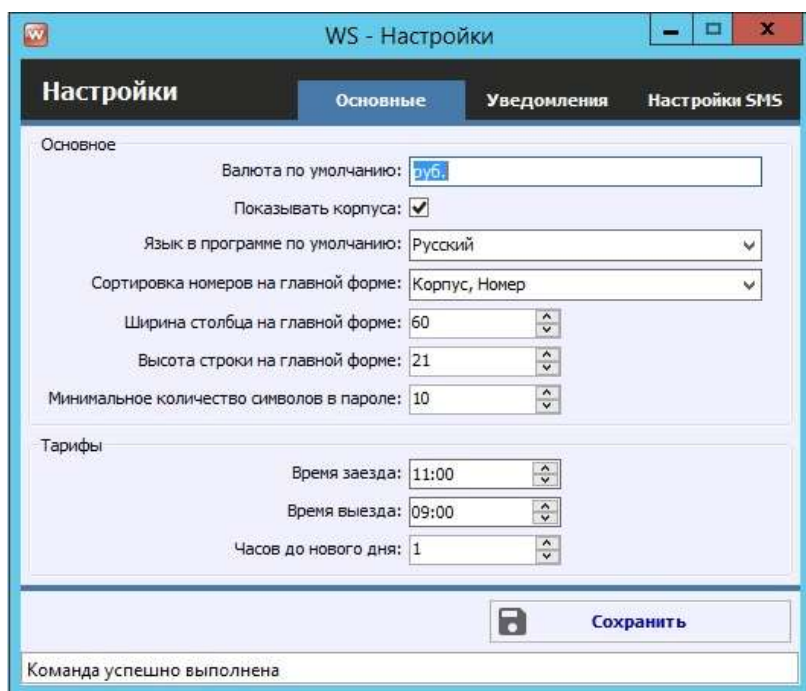 WS - Настройки
Настройки
Основные
Уведомления
Настройки SMS
Основное
Валюта по умолчанию: руб.
Показывать корпуса:
Язык в программе по умолчанию: Русский
Сортировка номеров на главной форме: Корпус, Номер
Ширина столбца на главной форме: 60
Высота строки на главной форме: 21
Минимальное количество символов в пароле: 10
Тарифы
Время заезда: 11:00
Время выезда: 09:00
Часов до нового дня: 1
Сохранить
Команда успешно выполнена